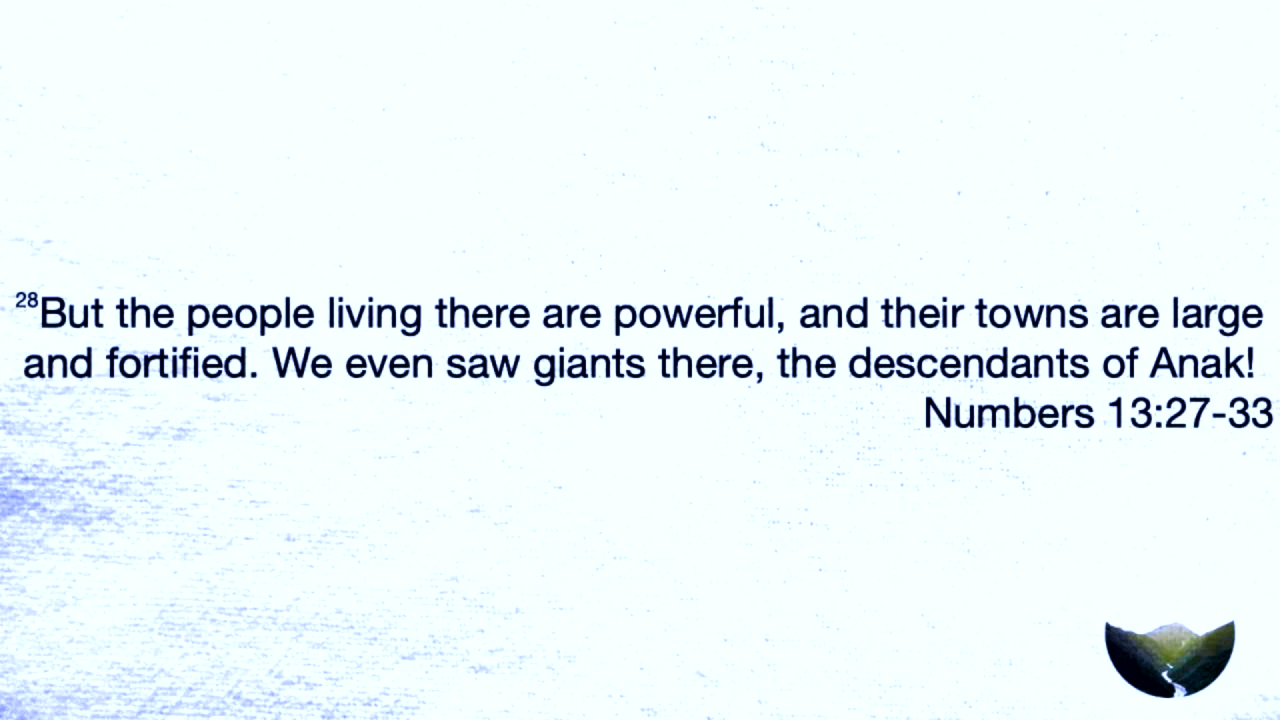 28But the people living there are powerful, and their towns are large
and fortified. We even saw giants there, the descendants of Anak!
Numbers 13:27-33